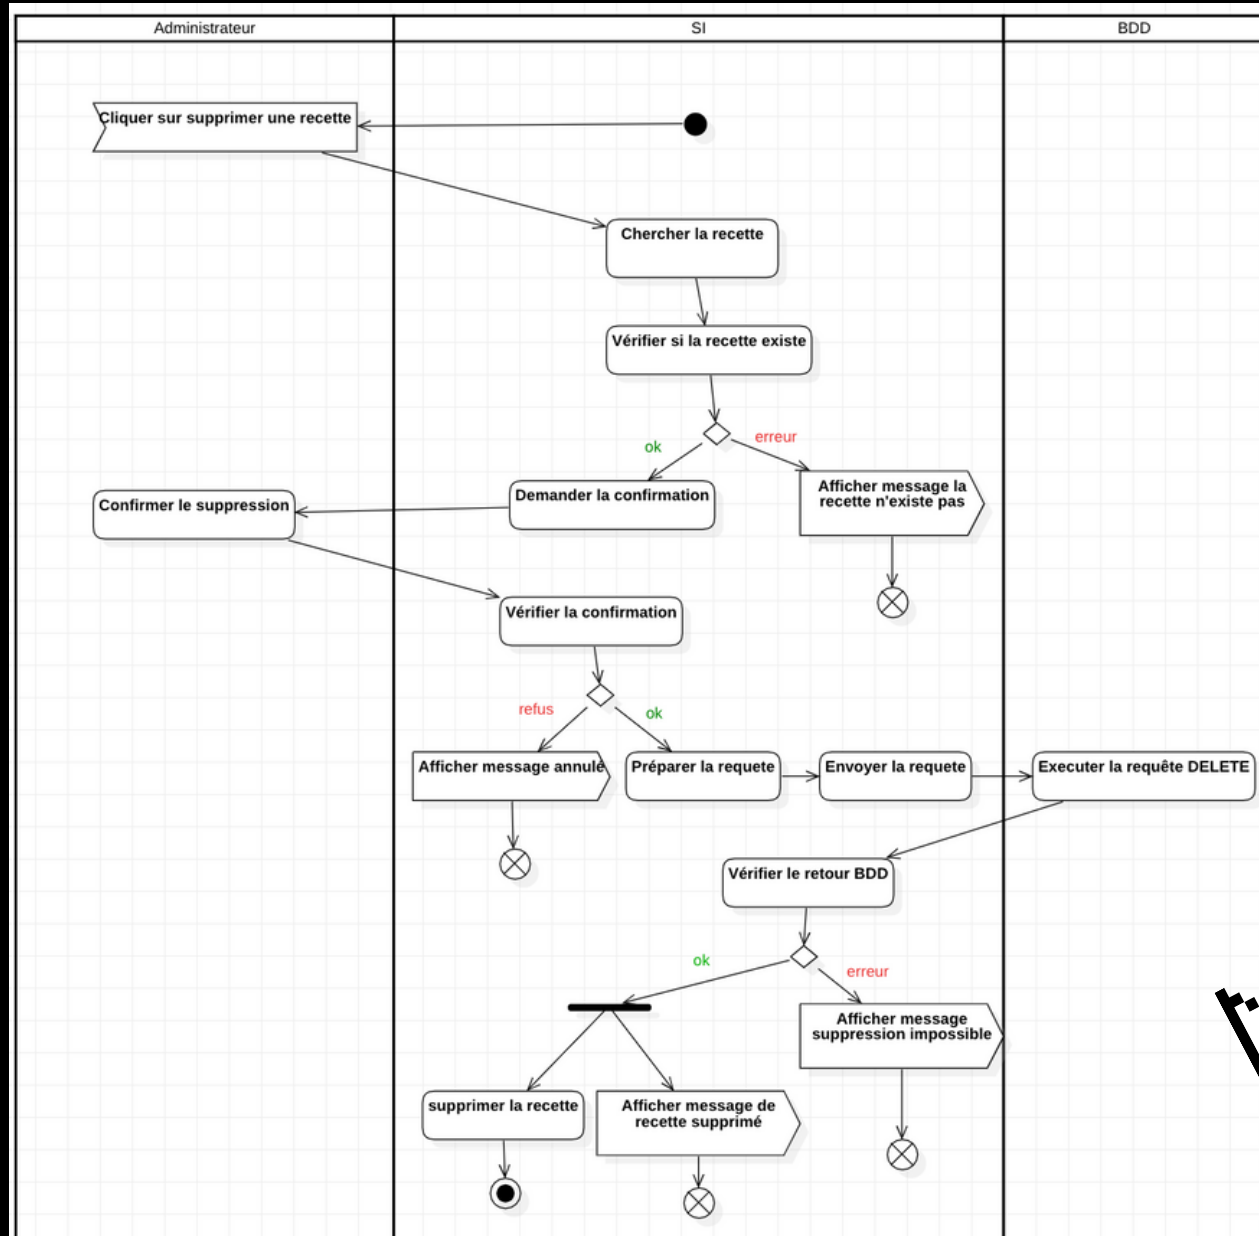 Administrateur
SI
BDD
Cliquer sur supprimer une recette
Chercher la recette
Vérifier si la recette existe
ok
erreur
Demander la confirmation
Afficher message la
recette n'existe pas
Confirmer le suppression
Vérifier la confirmation
refus
ok
Afficher message annulé
Préparer la requete
Envoyer la requete
Executer la requête DELETE
Vérifier le retour BDD
ok
erreur
Afficher message
suppression impossible
supprimer la recette
Afficher message de
recette supprimé